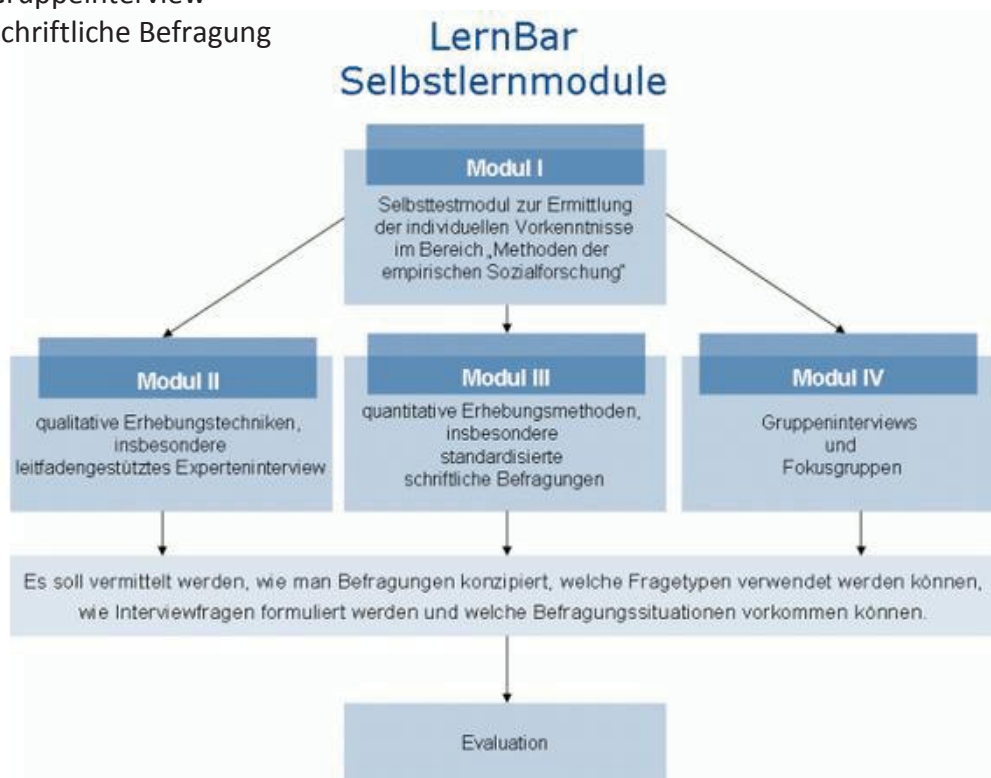 chriftliche Befragung
LernBar
Selbstlernmodule
Modul I
Selbsttestmodul zur Ermittlung
der individuellen Vorkenntnisse
im Bereich „Methoden der
empirischen Sozialforschung“
Modul II
qualitative Erhebungstechniken,
insbesondere
leitfadengestütztes Experteninterview
Modul III
quantitative Erhebungsmethoden,
insbesondere
standardisierte
schriftliche Befragungen
Modul IV
Gruppeninterviews
und
Fokusgruppen
Es soll vermittelt werden, wie man Befragungen konzipiert, welche Fragetypen verwendet werden können,
wie Interviewfragen formuliert werden und welche Befragungssituationen vorkommen können.
Evaluation